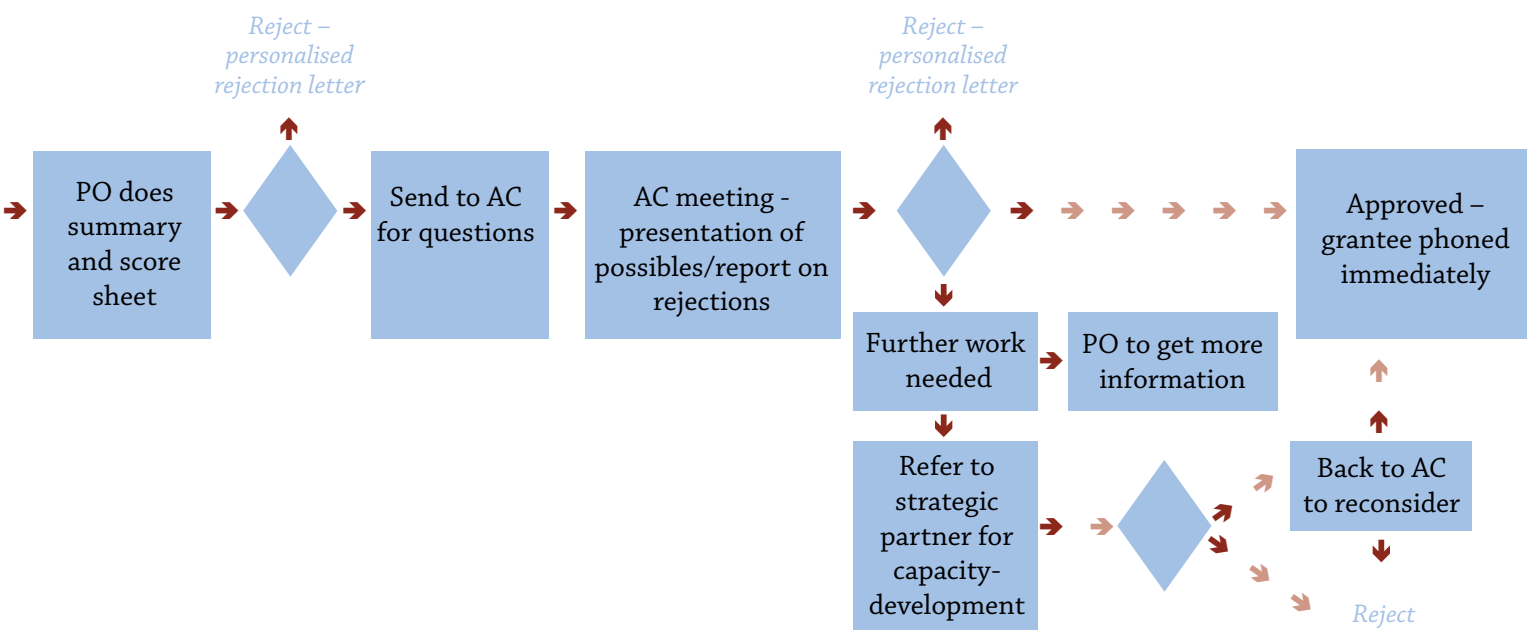 Reject –
personalised
rejection letter
Reject –
personalised
rejection letter
PO does
summary
and score
sheet
Send to AC
for questions
AC meeting -
presentation of
possibles/report on
rejections
Approved –
grantee phoned
immediately
Further work
needed
PO to get more
information
Refer to
strategic
partner for
capacity-
development
Back to AC
to reconsider
Reject